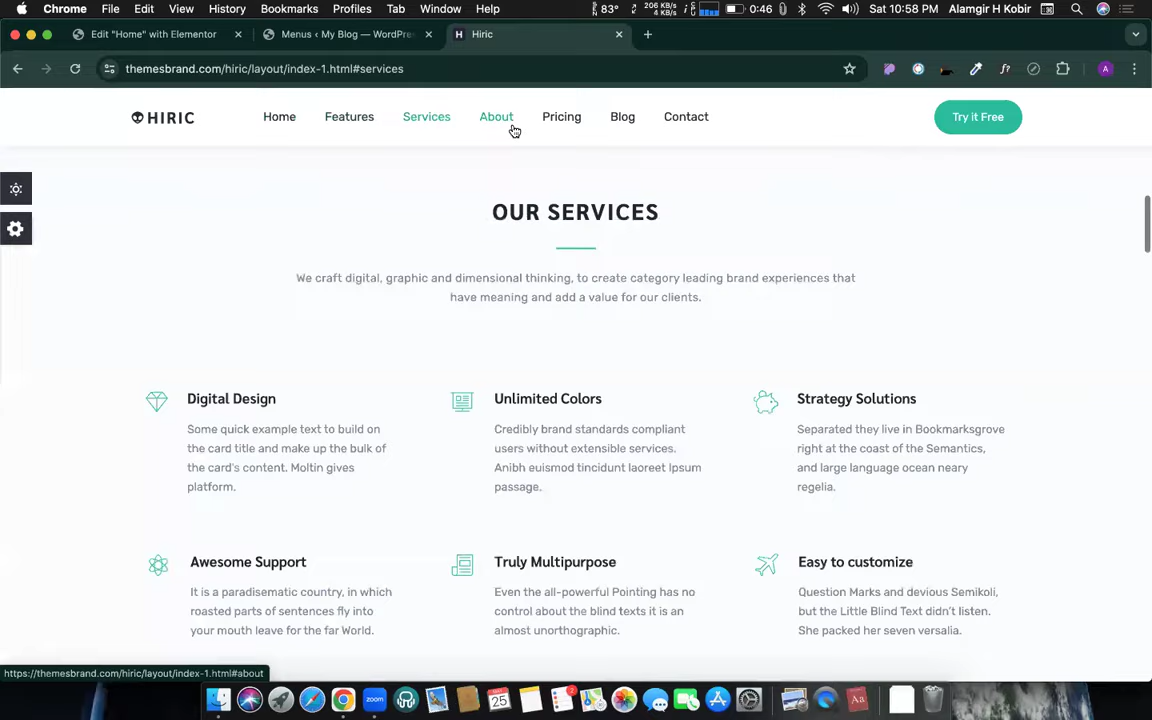 Chrome File Edit View History Bookmarks Profiles Tab Window Help 83° 206 KB/s 4 KB/s 0:46 Sat 10:58 PM Alamgir H Kobir
Edit "Home" with Elementor
Menus ‹ My Blog — WordPre
H Hiric
themesbrand.com/hiric/layout/index-1.html#services
f?
A
HIRIC Home Features Services About Pricing Blog Contact Try it Free
OUR SERVICES
We craft digital, graphic and dimensional thinking, to create category leading brand experiences that
have meaning and add a value for our clients.
Digital Design
Some quick example text to build on
the card title and make up the bulk of
the card's content. Moltin gives
platform.
Unlimited Colors
Credibly brand standards compliant
users without extensible services.
Anibh euismod tincidunt laoreet Ipsum
passage.
Strategy Solutions
Separated they live in Bookmarksgrove
right at the coast of the Semantics,
and large language ocean neary
regelia.
Awesome Support
It is a paradisematic country, in which
roasted parts of sentences fly into
your mouth leave for the far World.
Truly Multipurpose
Even the all-powerful Pointing has no
control about the blind texts it is an
almost unorthographic.
Easy to customize
Question Marks and devious Semikoli,
but the Little Blind Text didn't listen.
She packed her seven versalia.
https://themesbrand.com/hiric/layout/index-1.html#about
zoom
25
Aa